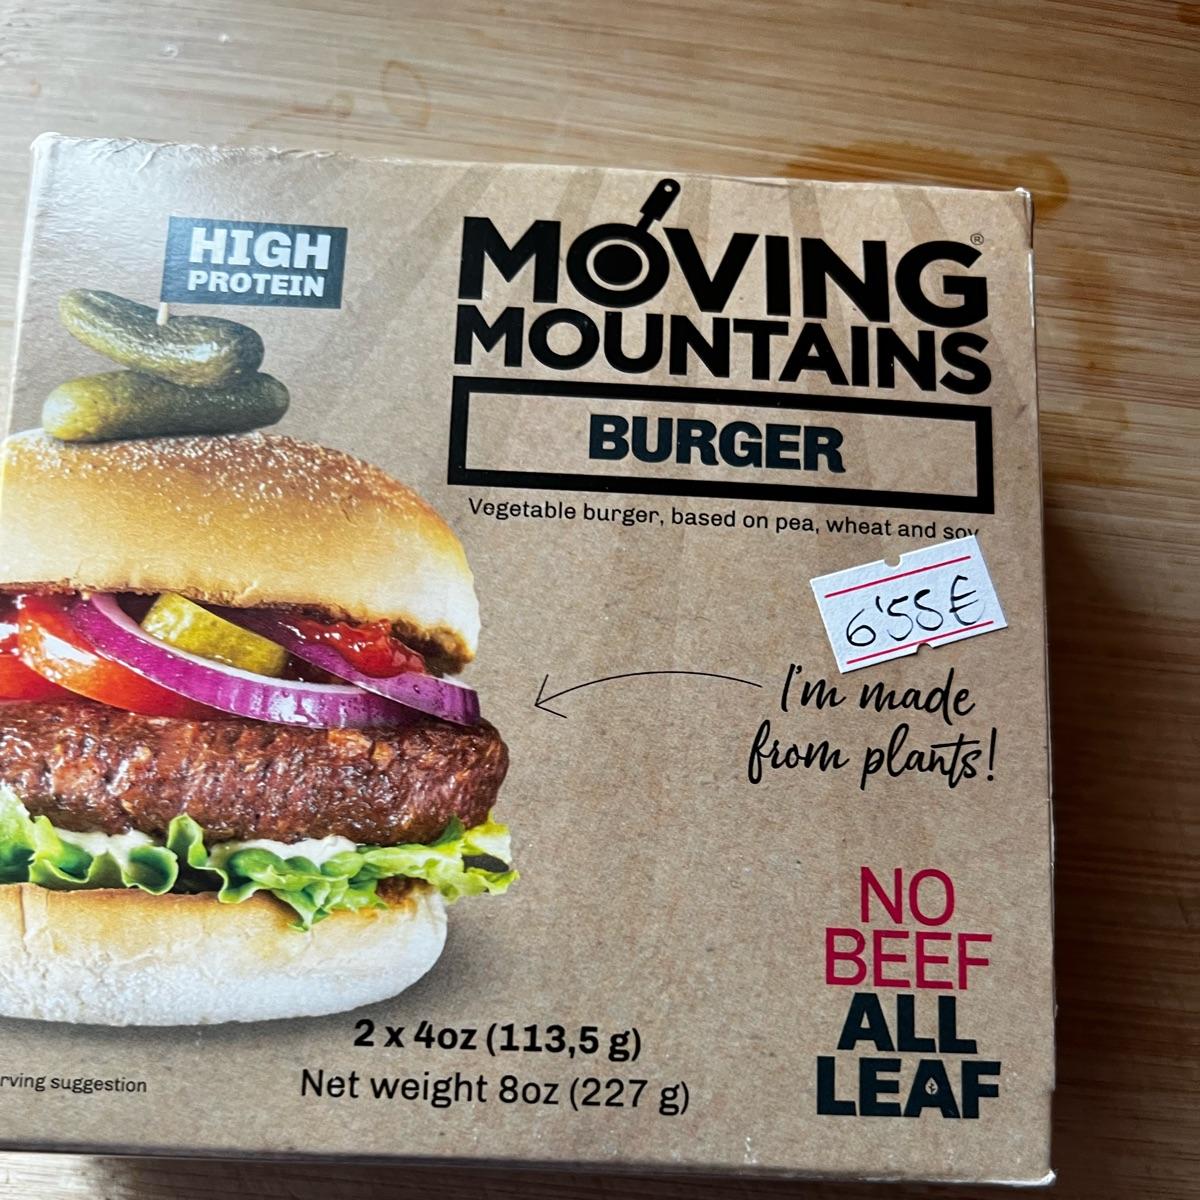 HIGH
PROTEIN
MOVING®
MOUNTAINS
BURGER
Vegetable burger, based on pea, wheat and soy
6'55€
I'm made
from plants!
NO
BEEF
ALL
LEAF
2 x 4oz (113,5 g)
Net weight 8oz (227 g)
rving suggestion